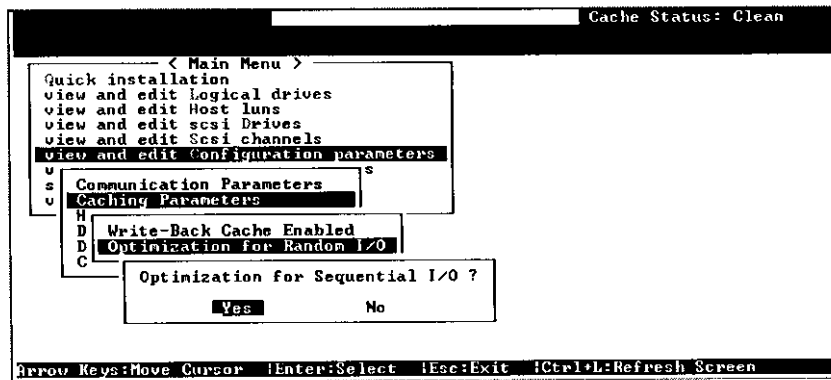 Cache Status: Clean
< Main Menu >
Quick installation
view and edit Logical drives
view and edit Host luns
view and edit scsi Drives
view and edit Scsi channels
view and edit Configuration parameters
v s
s Communication Parameters
v Caching Parameters
H
D Write-Back Cache Enabled
D Optimization for Random I/O
C
Optimization for Sequential I/O ?
Yes No
Arrow Keys:Move Cursor |Enter:Select |Esc:Exit |Ctrl+L:Refresh Screen